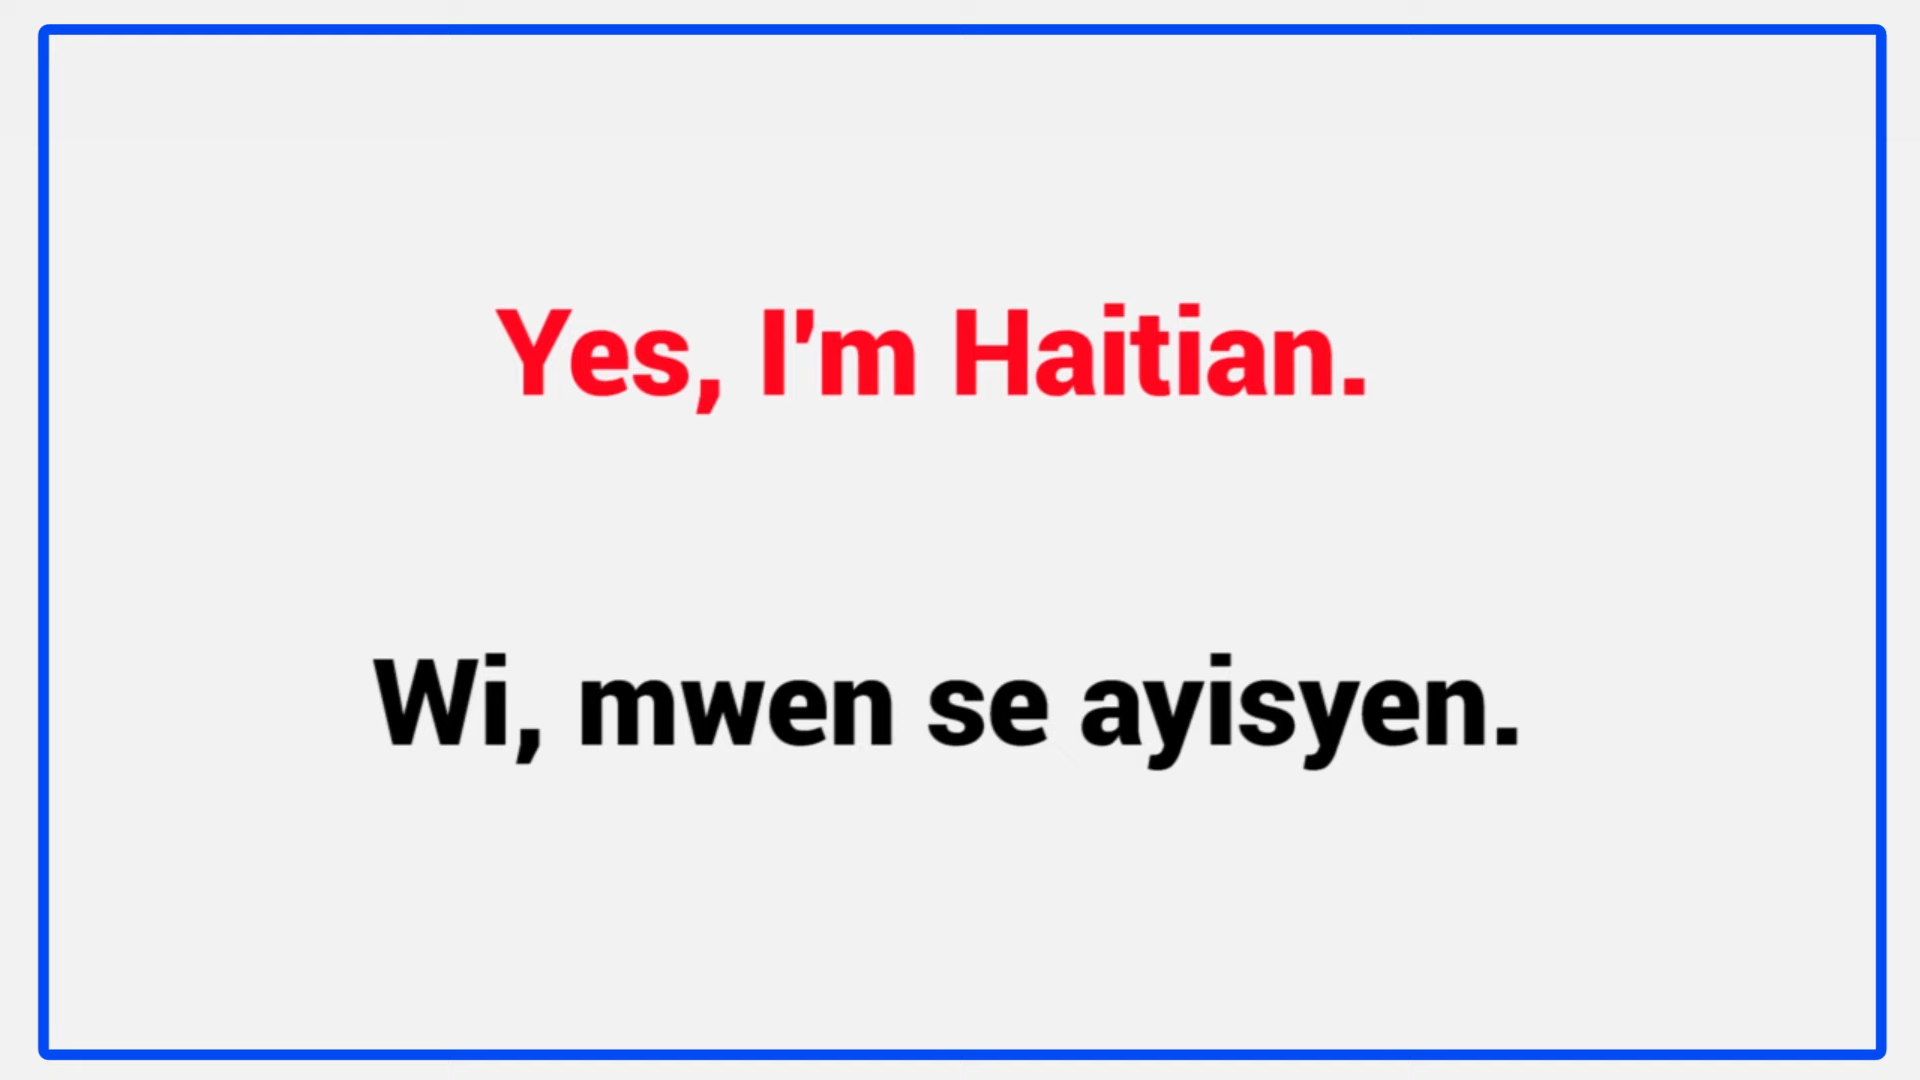 Yes, I'm Haitian.
Wi, mwen se ayisyen.